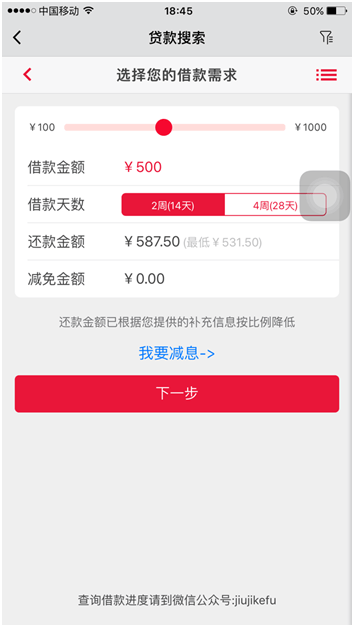 中国移动 18:45 50%
贷款搜索
选择您的借款需求
￥100 ￥1000
借款金额 ￥500
借款天数 2周(14天) 4周(28天)
还款金额 ￥587.50 (最低￥531.50)
减免金额 ￥0.00
还款金额已根据您提供的补充信息按比例降低
我要减息->
下一步
查询借款进度请到微信公众号:jiujikefu